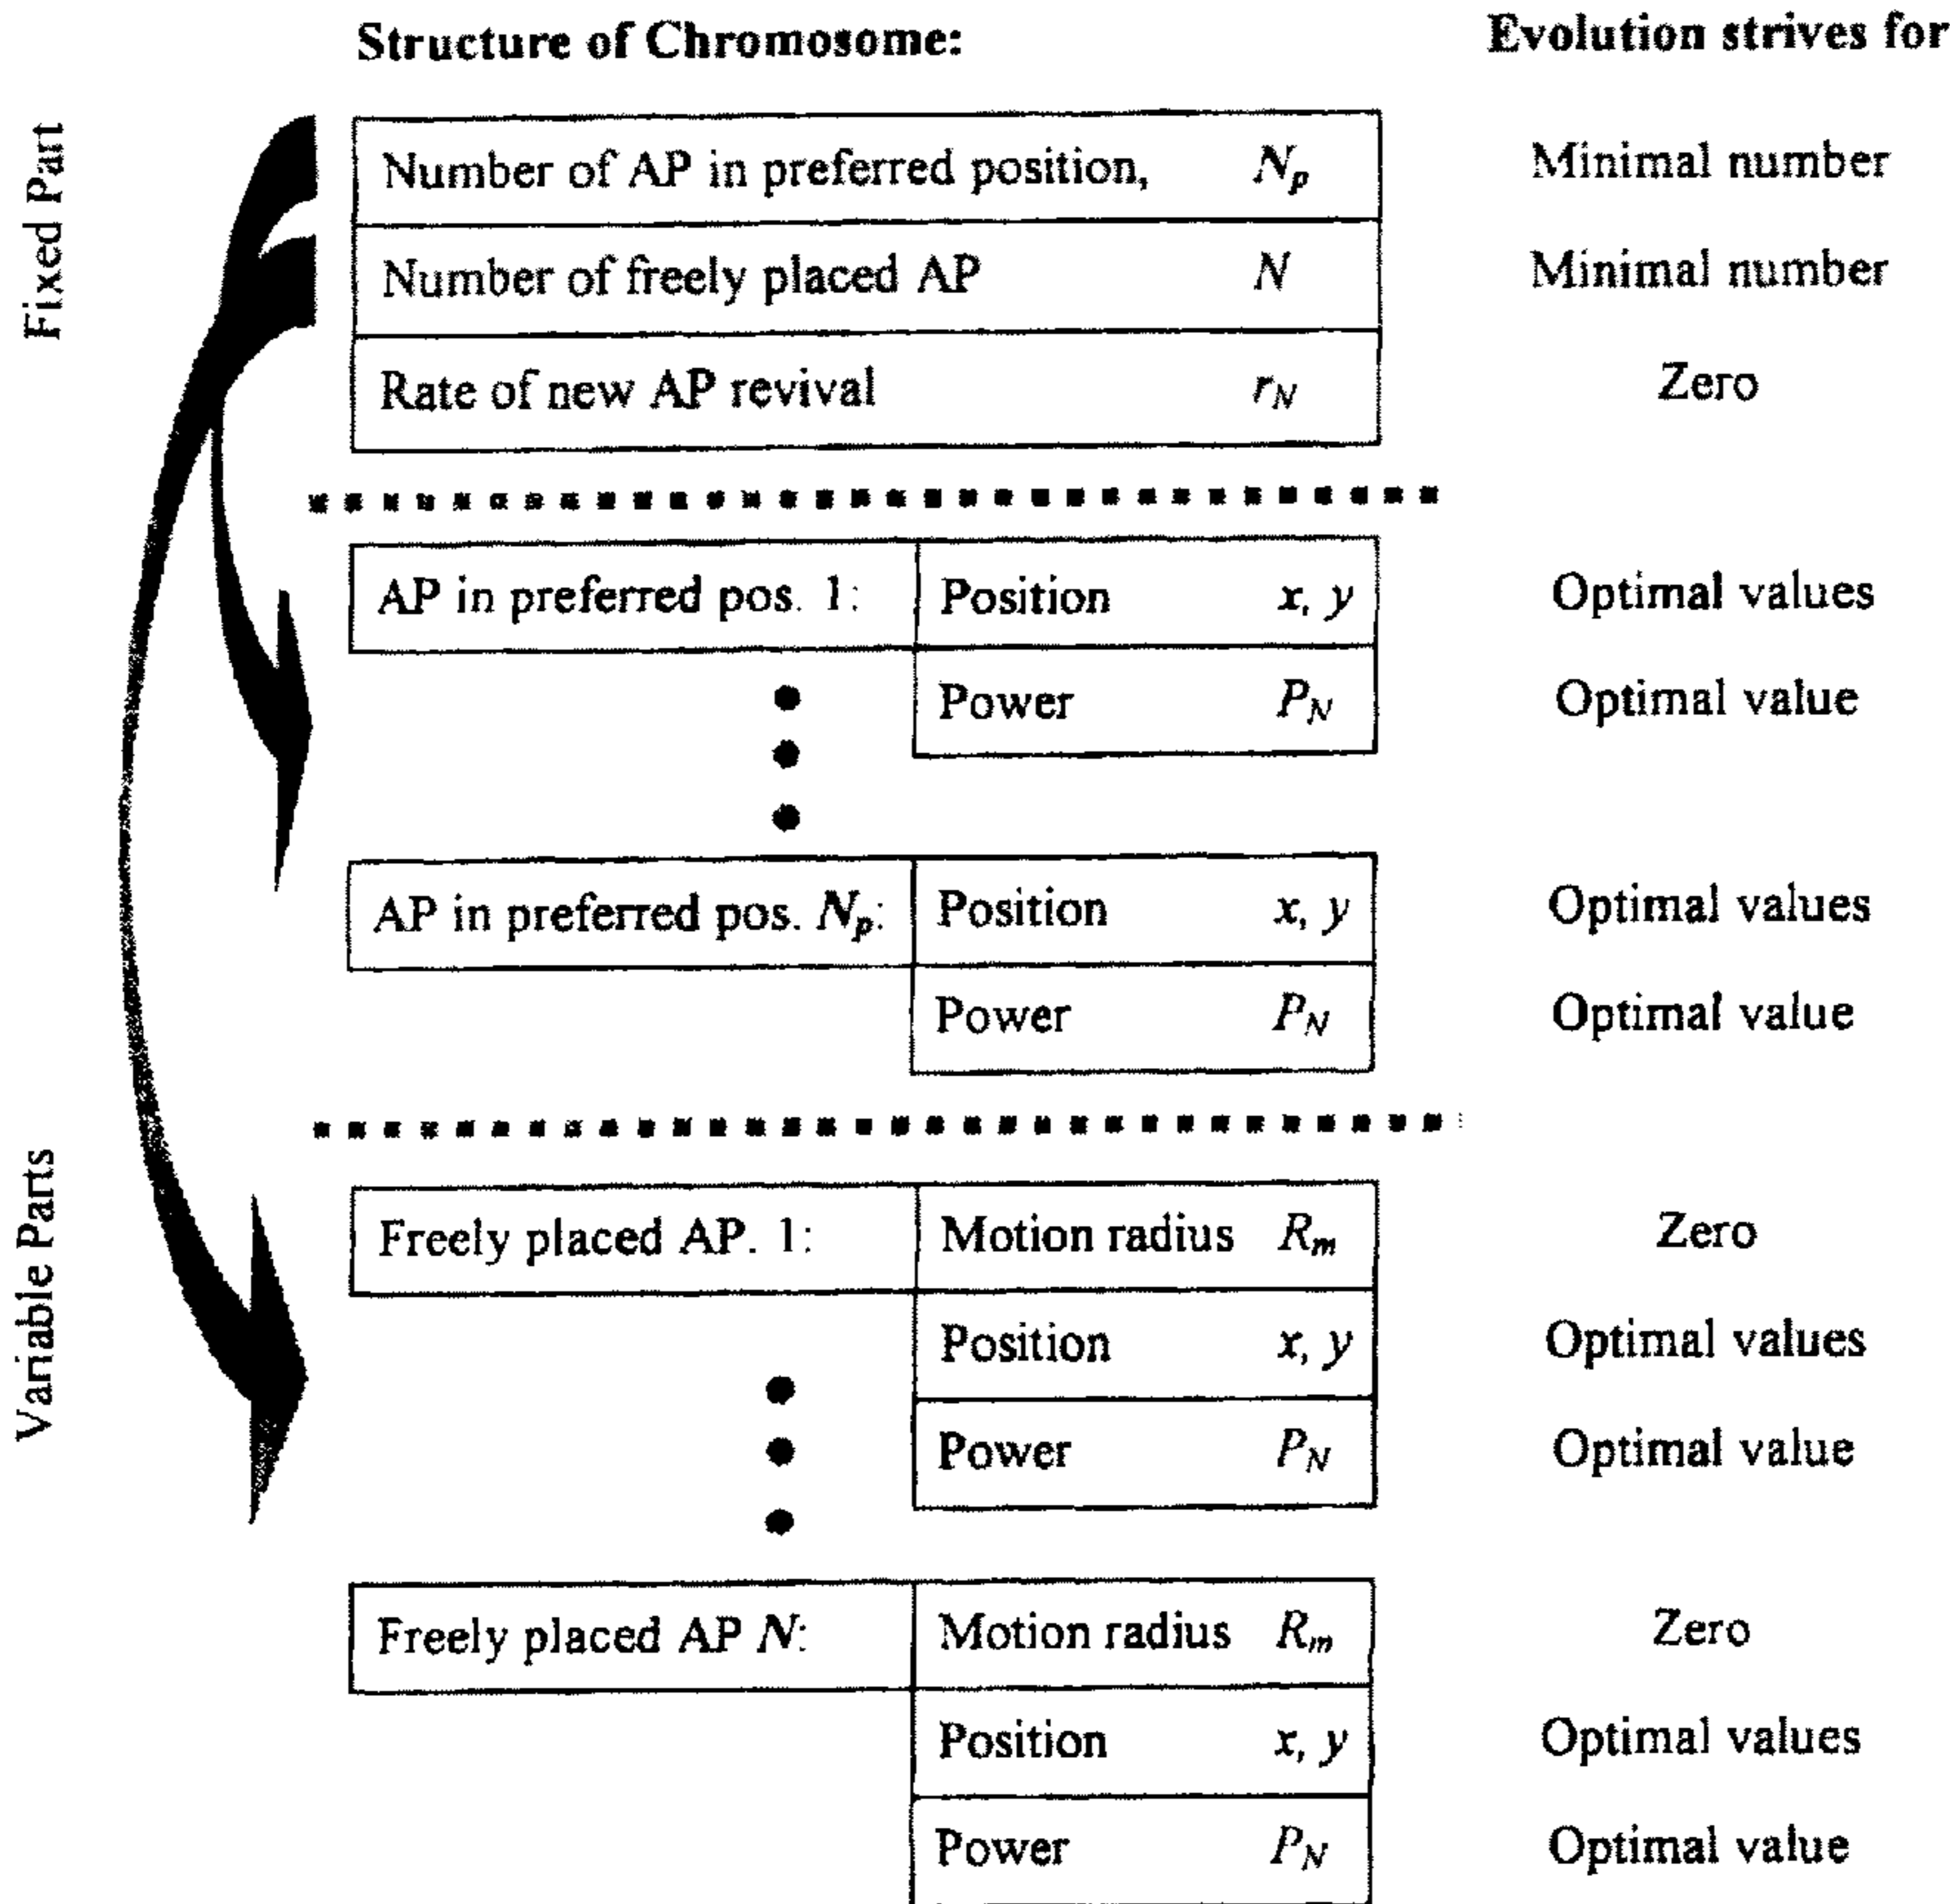 Structure of Chromosome: Evolution strives for
Fixed Part
Number of AP in preferred position, Np Minimal number
Number of freely placed AP N Minimal number
Rate of new AP revival rN Zero
AP in preferred pos. 1: Position x, y Optimal values
Power PN Optimal value
AP in preferred pos. Np: Position x, y Optimal values
Power PN Optimal value
Variable Parts
Freely placed AP. 1: Motion radius Rm Zero
Position x, y Optimal values
Power PN Optimal value
Freely placed AP N: Motion radius Rm Zero
Position x, y Optimal values
Power PN Optimal value